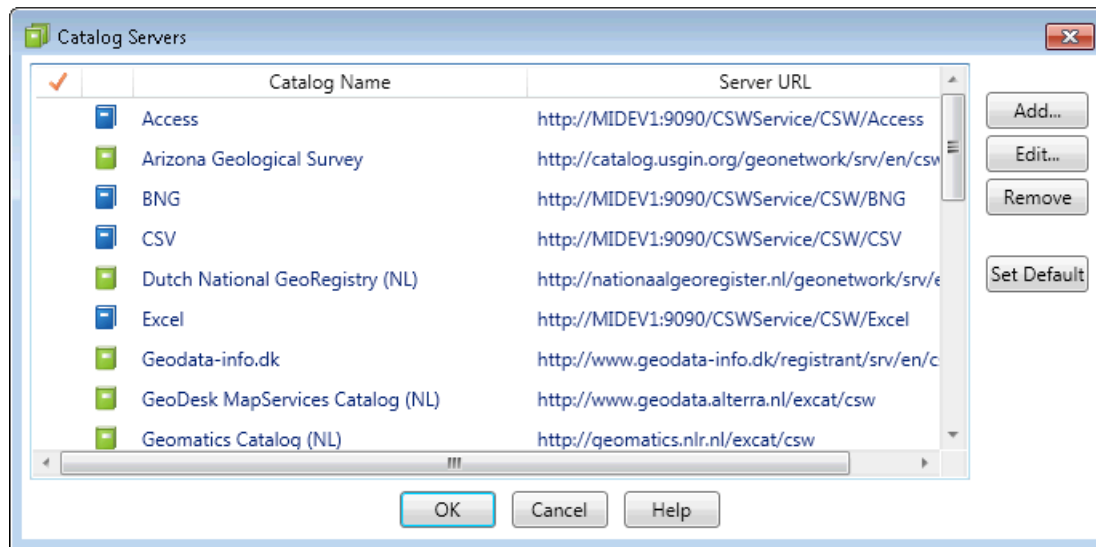 Catalog Servers
Catalog Name Server URL
Access http://MIDEV1:9090/CSWService/CSW/Access Add...
Arizona Geological Survey http://catalog.usgin.org/geonetwork/srv/en/csw Edit...
BNG http://MIDEV1:9090/CSWService/CSW/BNG Remove
CSV http://MIDEV1:9090/CSWService/CSW/CSV
Dutch National GeoRegistry (NL) http://nationaalgeoregister.nl/geonetwork/srv/e Set Default
Excel http://MIDEV1:9090/CSWService/CSW/Excel
Geodata-info.dk http://www.geodata-info.dk/registrant/srv/en/c
GeoDesk MapServices Catalog (NL) http://www.geodata.alterra.nl/excat/csw
Geomatics Catalog (NL) http://geomatics.nlr.nl/excat/csw
OK Cancel Help